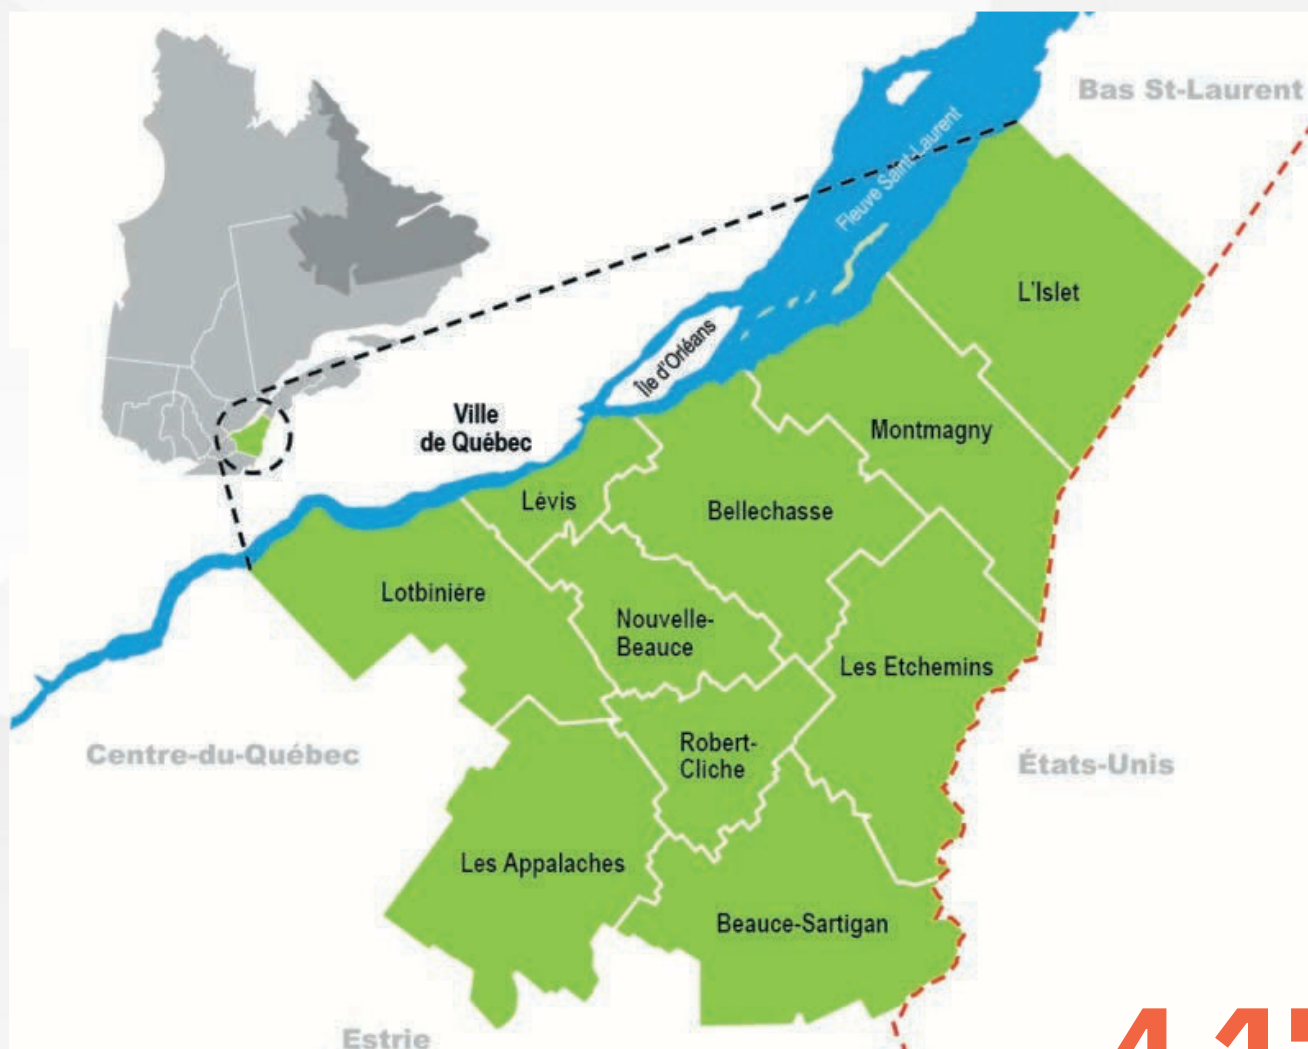 Bas St-Laurent
Fleuve Saint-Laurent
L'Islet
Île d'Orléans
Ville
de Québec
Montmagny
Lévis
Bellechasse
Lotbinière
Nouvelle-
Beauce
Les Etchemins
Centre-du-Québec
Robert-
Cliche
États-Unis
Les Appalaches
Beauce-Sartigan
Estrie